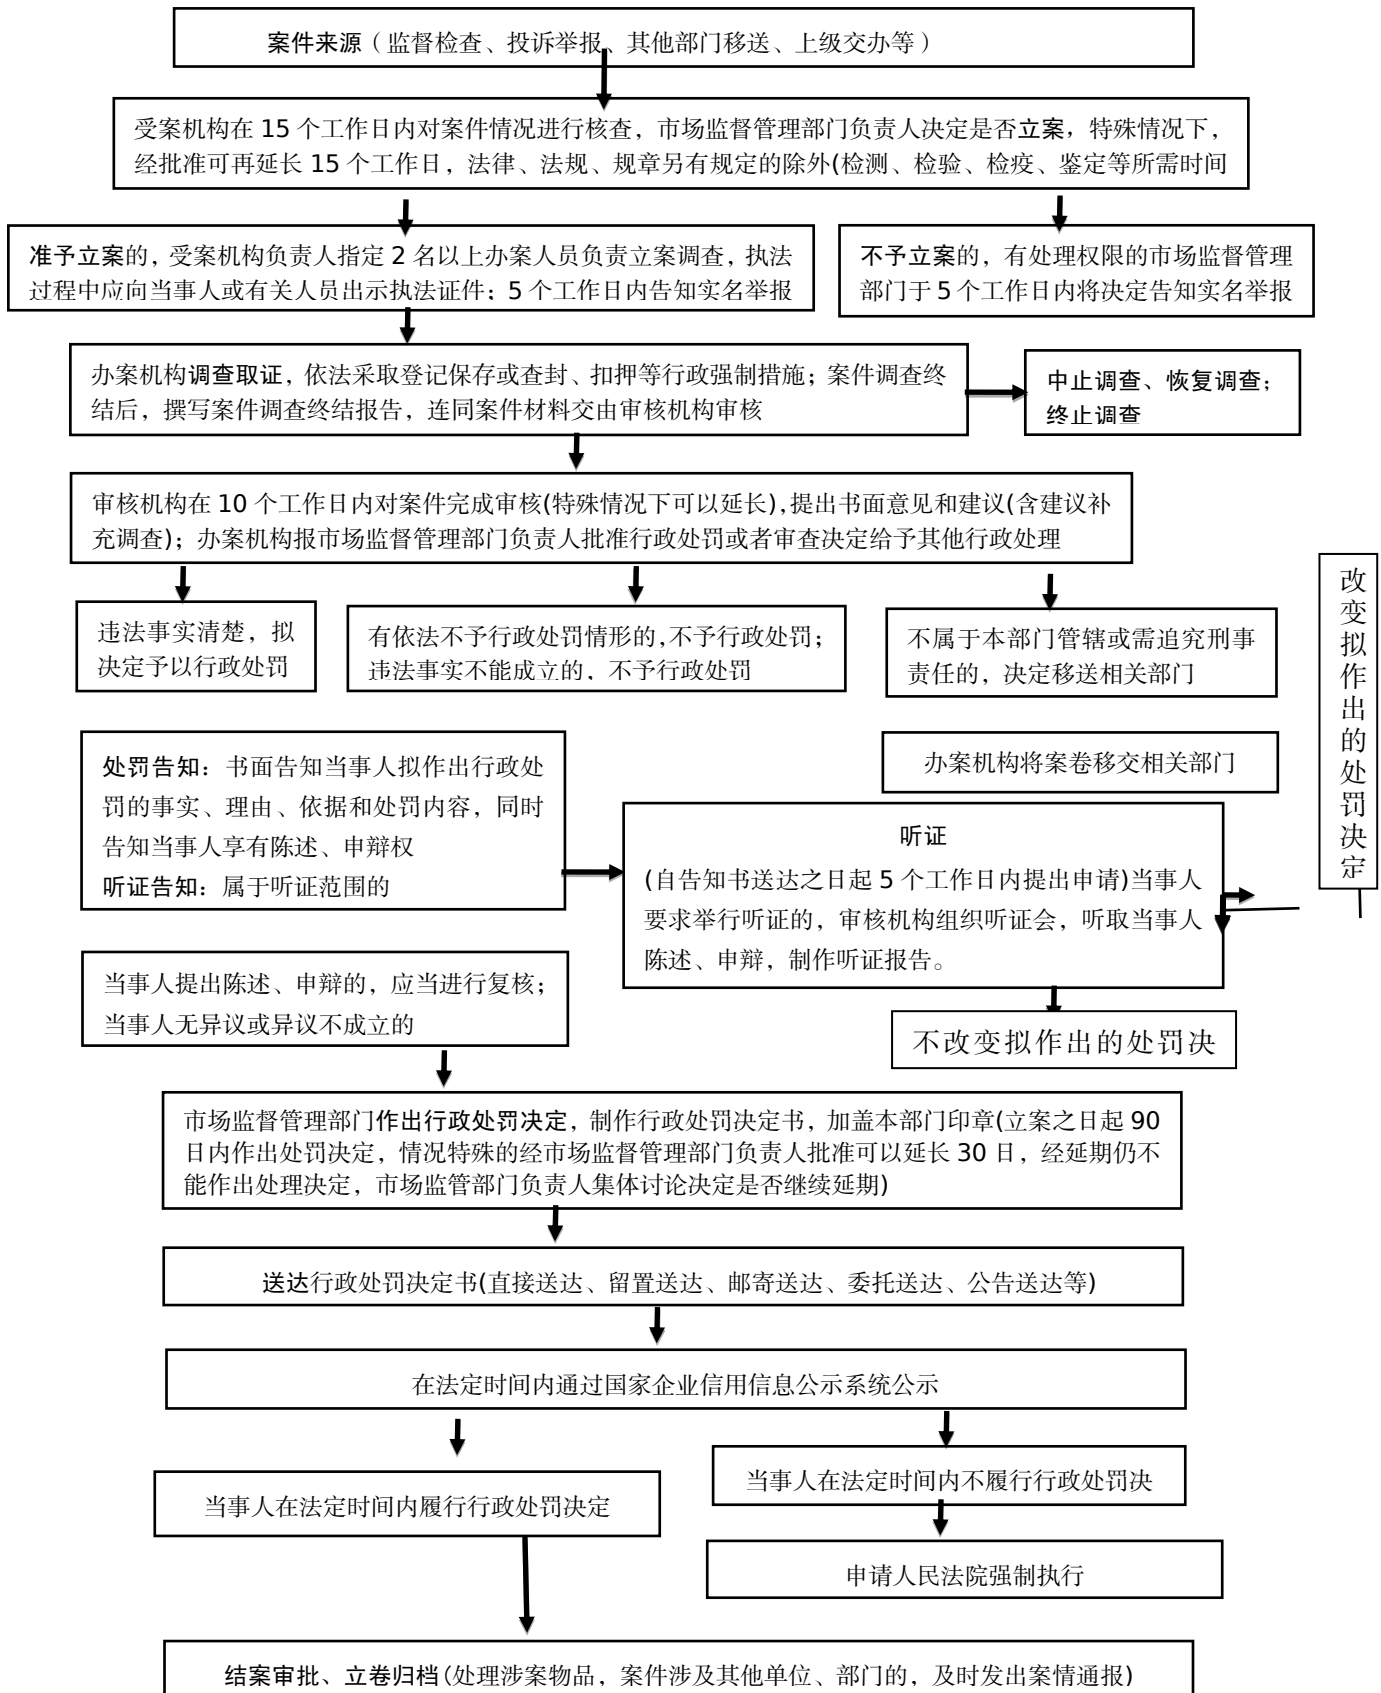 案件来源（监督检查、投诉举报、其他部门移送、上级交办等）
受案机构在 15 个工作日内对案件情况进行核查，市场监督管理部门负责人决定是否立案，特殊情况下，
经批准可再延长 15 个工作日，法律、法规、规章另有规定的除外(检测、检验、检疫、鉴定等所需时间
准予立案的，受案机构负责人指定 2 名以上办案人员负责立案调查，执法
过程中应向当事人或有关人员出示执法证件；5 个工作日内告知实名举报
不予立案的，有处理权限的市场监督管理
部门于 5 个工作日内将决定告知实名举报
办案机构调查取证，依法采取登记保存或查封、扣押等行政强制措施；案件调查终
结后，撰写案件调查终结报告，连同案件材料交由审核机构审核
中止调查、恢复调查；
终止调查
审核机构在 10 个工作日内对案件完成审核(特殊情况下可以延长),提出书面意见和建议(含建议补
充调查)；办案机构报市场监督管理部门负责人批准行政处罚或者审查决定给予其他行政处理
违法事实清楚，拟
决定予以行政处罚
有依法不予行政处罚情形的,不予行政处罚；
违法事实不能成立的，不予行政处罚
不属于本部门管辖或需追究刑事
责任的，决定移送相关部门
改变拟作出的处罚决定
处罚告知：书面告知当事人拟作出行政处
罚的事实、理由、依据和处罚内容，同时
告知当事人享有陈述、申辩权
听证告知：属于听证范围的
办案机构将案卷移交相关部门
听证
(自告知书送达之日起 5 个工作日内提出申请)当事人
要求举行听证的，审核机构组织听证会，听取当事人
陈述、申辩，制作听证报告。
当事人提出陈述、申辩的，应当进行复核；
当事人无异议或异议不成立的
不改变拟作出的处罚决
市场监督管理部门作出行政处罚决定，制作行政处罚决定书，加盖本部门印章(立案之日起 90
日内作出处罚决定，情况特殊的经市场监督管理部门负责人批准可以延长 30 日，经延期仍不
能作出处理决定，市场监管部门负责人集体讨论决定是否继续延期)
送达行政处罚决定书(直接送达、留置送达、邮寄送达、委托送达、公告送达等)
在法定时间内通过国家企业信用信息公示系统公示
当事人在法定时间内履行行政处罚决定
当事人在法定时间内不履行行政处罚决
申请人民法院强制执行
结案审批、立卷归档(处理涉案物品，案件涉及其他单位、部门的，及时发出案情通报)